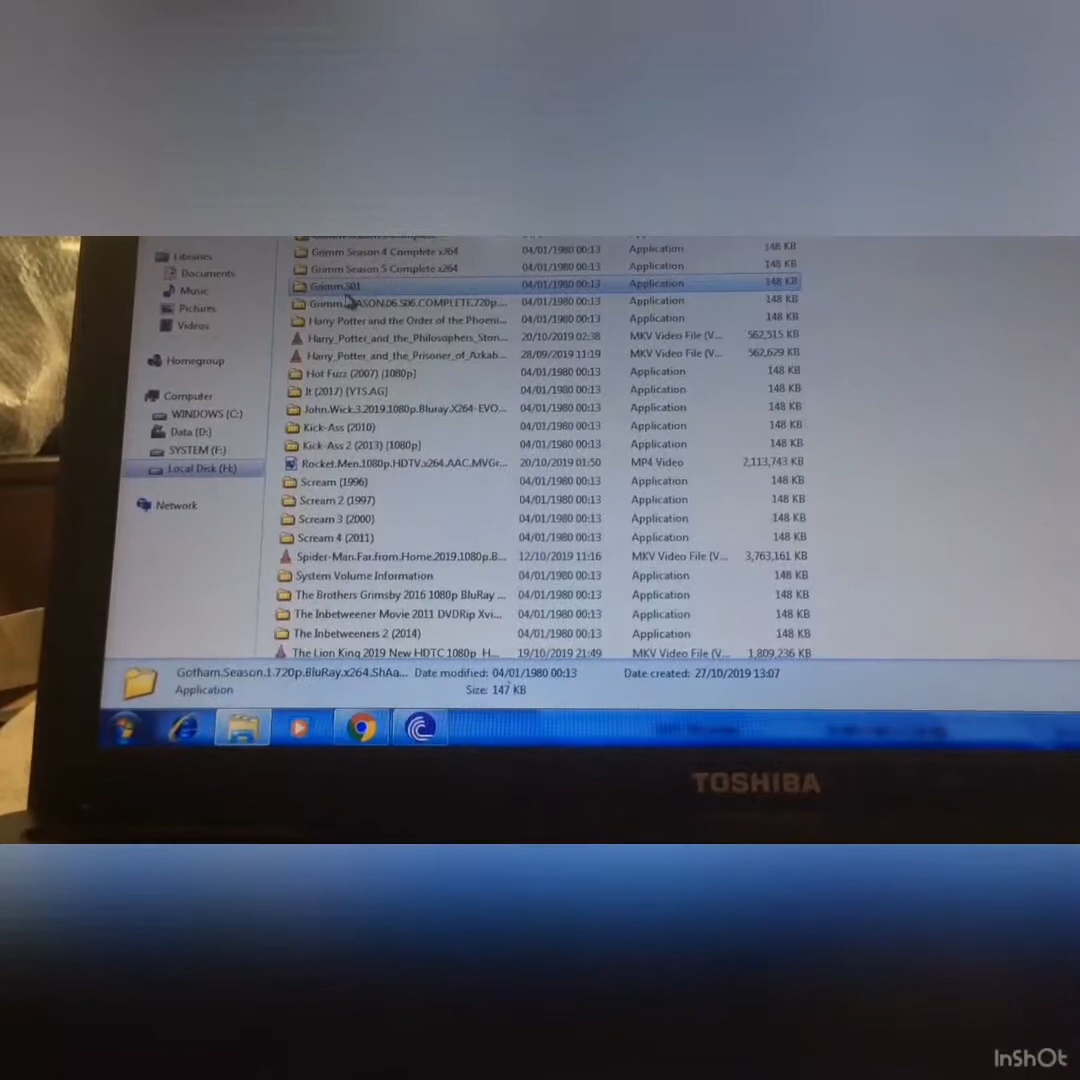 Libraries
Documents
Music
Pictures
Videos
Homegroup
Computer
WINDOWS (C:)
Data (D:)
SYSTEM (F:)
Local Disk (H:)
Network
Grimm Season 4 Complete x264 04/01/1980 00:13 Application 148 KB
Grimm Season 5 Complete x264 04/01/1980 00:13 Application 148 KB
Grimm.S01 04/01/1980 00:13 Application 148 KB
ASON.06.S06.COMPLETE.720p... 04/01/1980 00:13 Application 148 KB
Harry Potter and the Order of the Phoeni... 04/01/1980 00:13 Application 148 KB
Harry_Potter_and_the_Philosophers_Ston... 20/10/2019 02:38 MKV Video File (V... 562,515 KB
Harry_Potter_and_the_Prisoner_of_Azkab... 28/09/2019 11:19 MKV Video File (V... 562,629 KB
Hot Fuzz (2007) [1080p] 04/01/1980 00:13 Application 148 KB
It (2017) [YTS.AG] 04/01/1980 00:13 Application 148 KB
John.Wick.3.2019.1080p.Bluray.X264-EVO... 04/01/1980 00:13 Application 148 KB
Kick-Ass (2010) 04/01/1980 00:13 Application 148 KB
Kick-Ass 2 (2013) [1080p] 04/01/1980 00:13 Application 148 KB
Rocket.Men.1080p.HDTV.x264.AAC.MVGr... 20/10/2019 01:50 MP4 Video 2,113,743 KB
Scream (1996) 04/01/1980 00:13 Application 148 KB
Scream 2 (1997) 04/01/1980 00:13 Application 148 KB
Scream 3 (2000) 04/01/1980 00:13 Application 148 KB
Scream 4 (2011) 04/01/1980 00:13 Application 148 KB
Spider-Man.Far.from.Home.2019.1080p.B... 12/10/2019 11:16 MKV Video File (V... 3,763,161 KB
System Volume Information 04/01/1980 00:13 Application 148 KB
The Brothers Grimsby 2016 1080p BluRay ... 04/01/1980 00:13 Application 148 KB
The Inbetweener Movie 2011 DVDRip Xvi... 04/01/1980 00:13 Application 148 KB
The Inbetweeners 2 (2014) 04/01/1980 00:13 Application 148 KB
The Lion King 2019 New HDTC 1080p_H... 19/10/2019 21:49 MKV Video File (V... 1,809,236 KB
Gotham.Season.1.720p.BluRay.x264.ShAa... Date modified: 04/01/1980 00:13 Date created: 27/10/2019 13:07
Application Size: 147 KB
TOSHIBA
InShOt